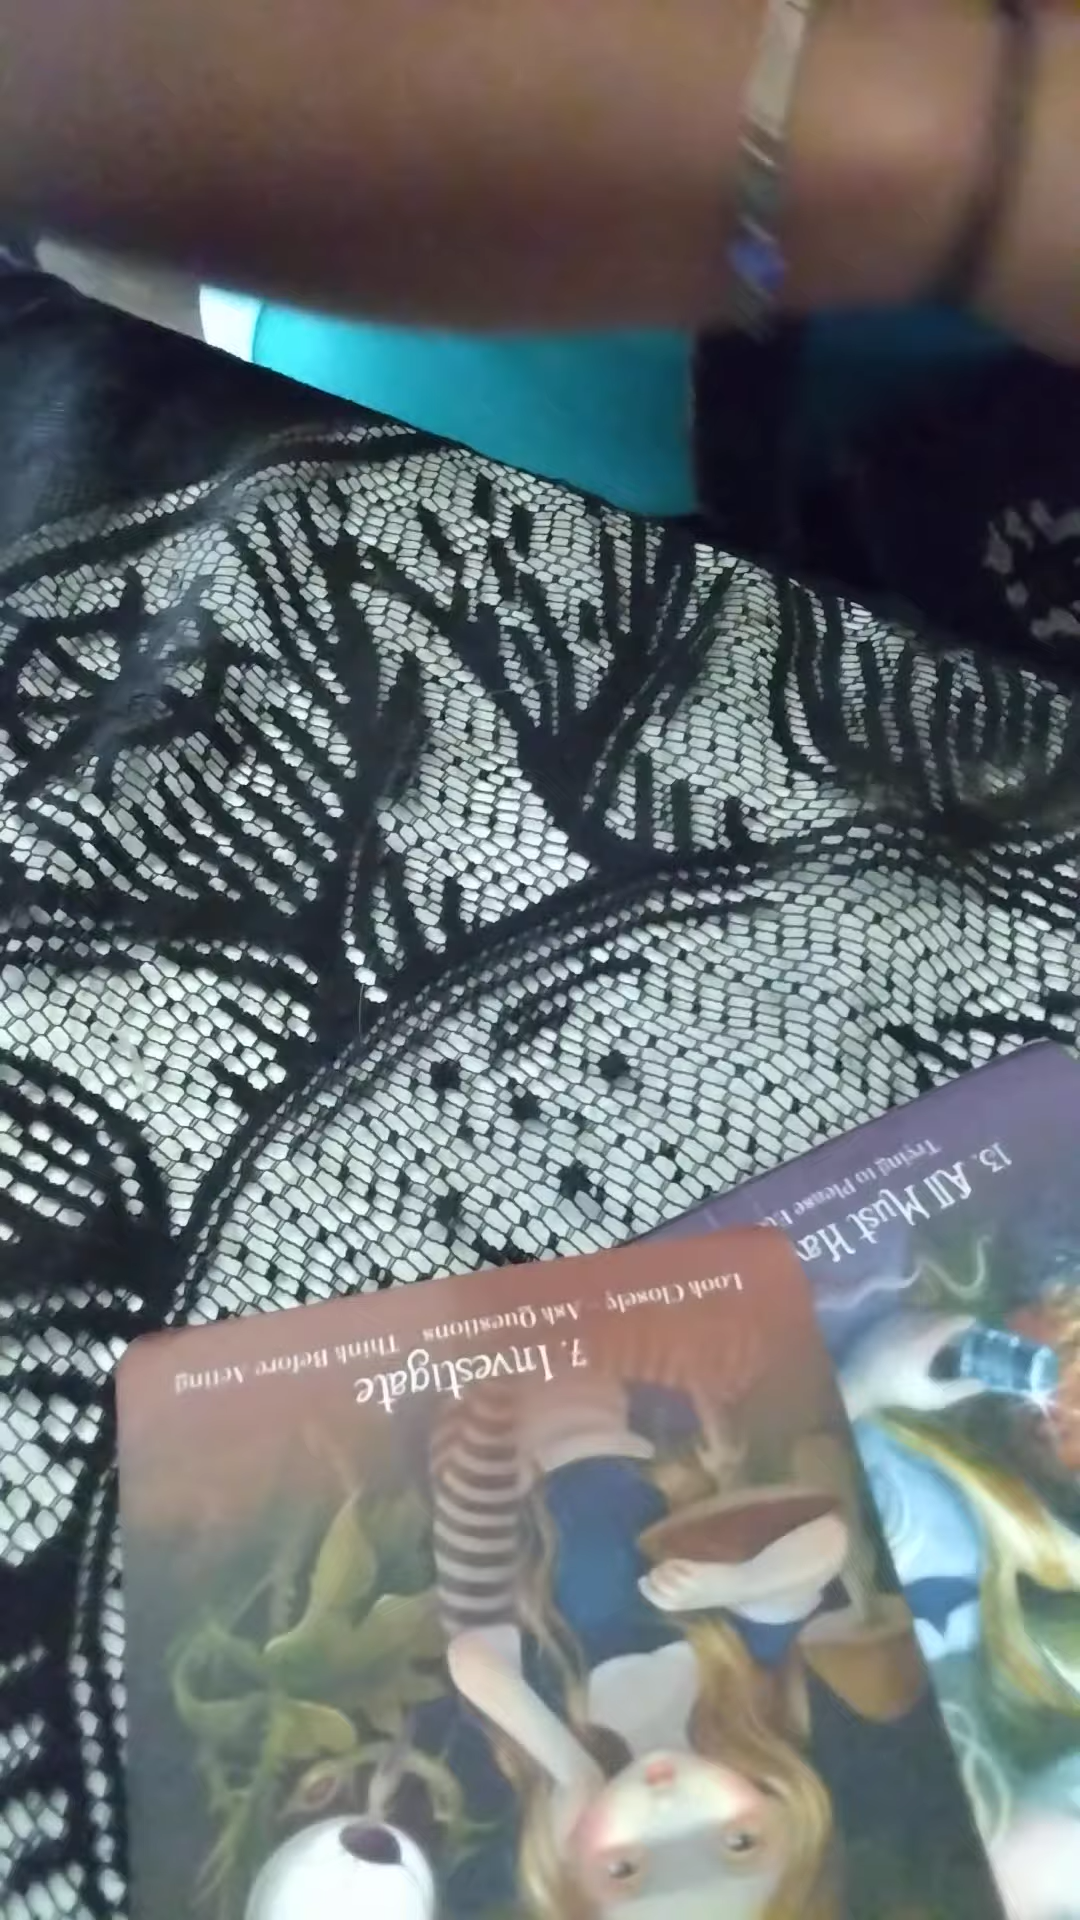 7. Investigate
Look Closely - Ask Questions - Think Before Acting
13. All Must Ha
Trying to Please